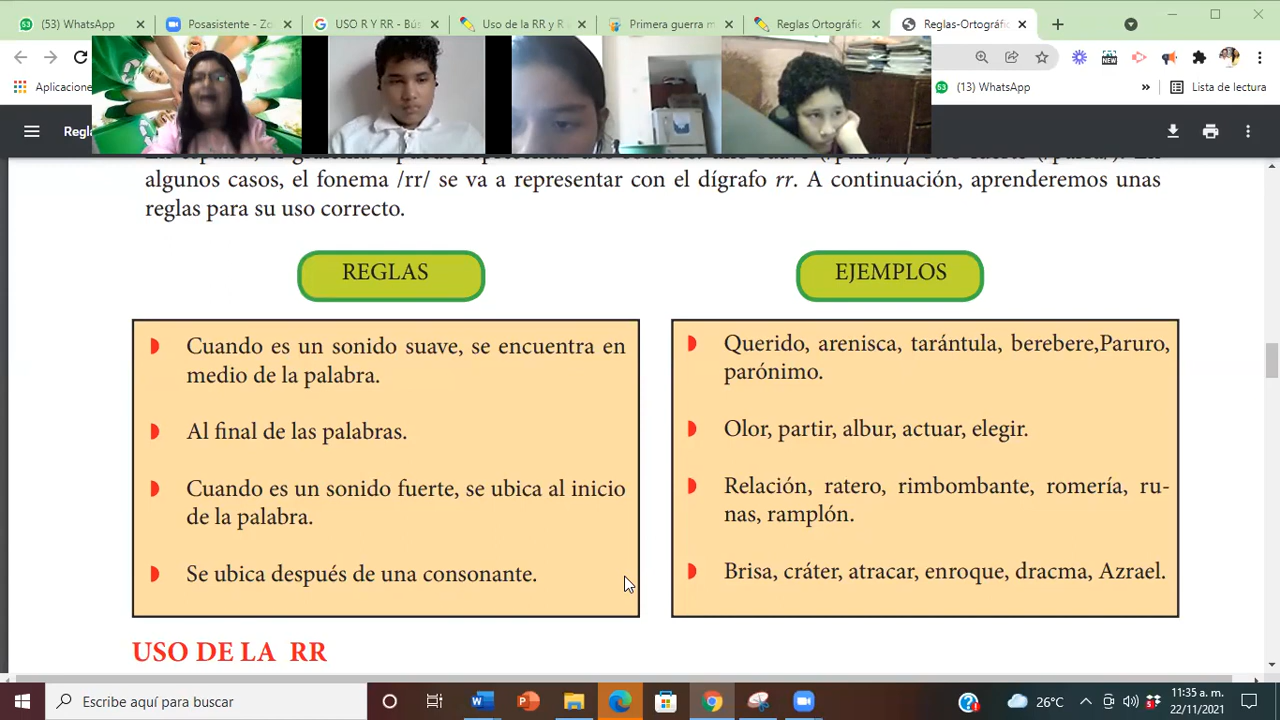 (53) WhatsApp
Posasistente - Zo
USO R Y RR - Bús
Uso de la RR y R
Primera guerra m
Reglas Ortográfic
Reglas-Ortográfic
Aplicacione
(13) WhatsApp
»
Lista de lectura
Regla
algunos casos, el fonema /rr/ se va a representar con el dígrafo rr. A continuación, aprenderemos unas
reglas para su uso correcto.
REGLAS
EJEMPLOS
Cuando es un sonido suave, se encuentra en
medio de la palabra.
Al final de las palabras.
Cuando es un sonido fuerte, se ubica al inicio
de la palabra.
Se ubica después de una consonante.
Querido, arenisca, tarántula, berebere,Paruro,
parónimo.
Olor, partir, albur, actuar, elegir.
Relación, ratero, rimbombante, romería, ru-
nas, ramplón.
Brisa, cráter, atracar, enroque, dracma, Azrael.
USO DE LA RR
Escribe aquí para buscar
26°C
11:35 a. m.
22/11/2021